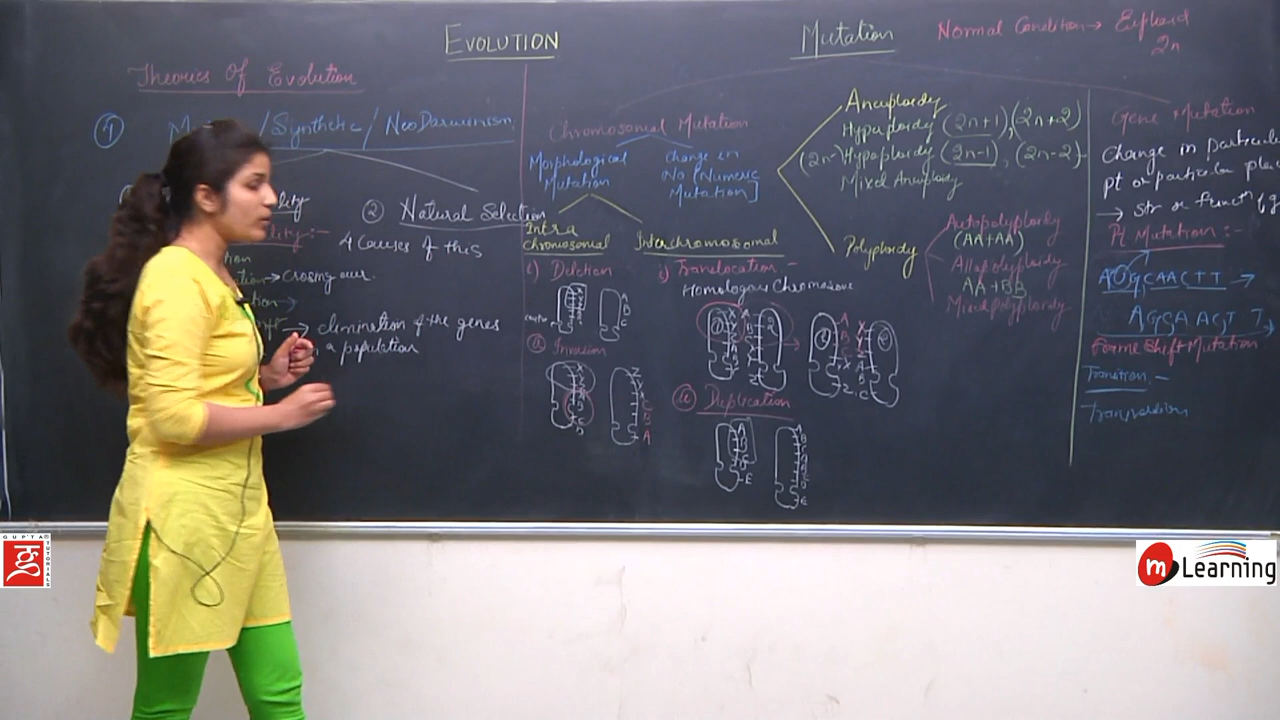 EVOLUTION
Theories Of Evolution
④ M / Synthetic / NeoDarwinism
② Natural Selection
4 Causes of this
→ Crossing over
→ elimination of the genes
in a population
Mutation
Normal Condition → Euploid
2n
Chromosomal Mutation
Morphological
Mutation
Change in
No [Numeric
Mutation]
Intra
Chromosomal
Interchromosomal
i) Deletion
ii) Inversion
i) Translocation -
Homologous Chromosome
ii) Duplication
Aneuploidy
Hyperploidy (2n+1), (2n+2)
(2n-) Hypoploidy (2n-1), (2n-2)
Mixed Aneuploidy
Polyploidy
Autopolyploidy
(AA+AA)
Allopolyploidy
AA+BB
Mixed Polyploidy
Gene Mutation
Change in particular
pt or particular place
→ Str or funct
Pt Mutation :-
Frame Shift Mutation
Transition -
Transversion
GUPTA TUTORIALS
m Learning